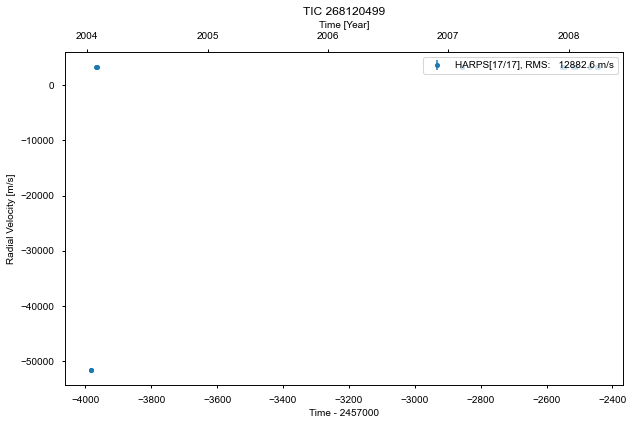 TIC 268120499
Time [Year]
2004 2005 2006 2007 2008
HARPS[17/17], RMS: 12882.6 m/s
0
−10000
−20000
−30000
−40000
−50000
Radial Velocity [m/s]
−4000 −3800 −3600 −3400 −3200 −3000 −2800 −2600 −2400
Time - 2457000